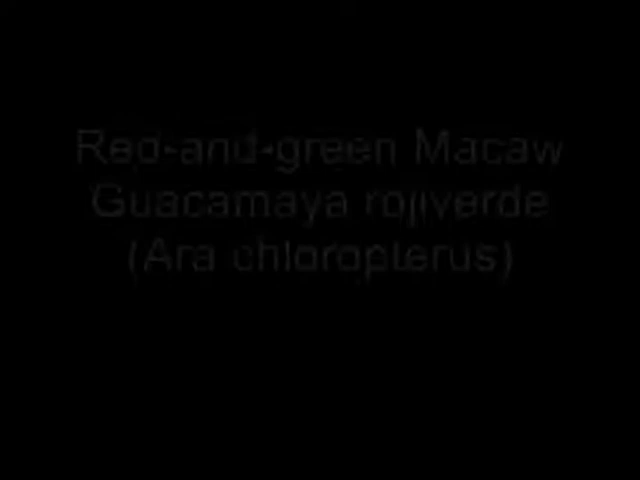 Red-and-green Macaw
Guacamaya rojiverde
(Ara chloropterus)